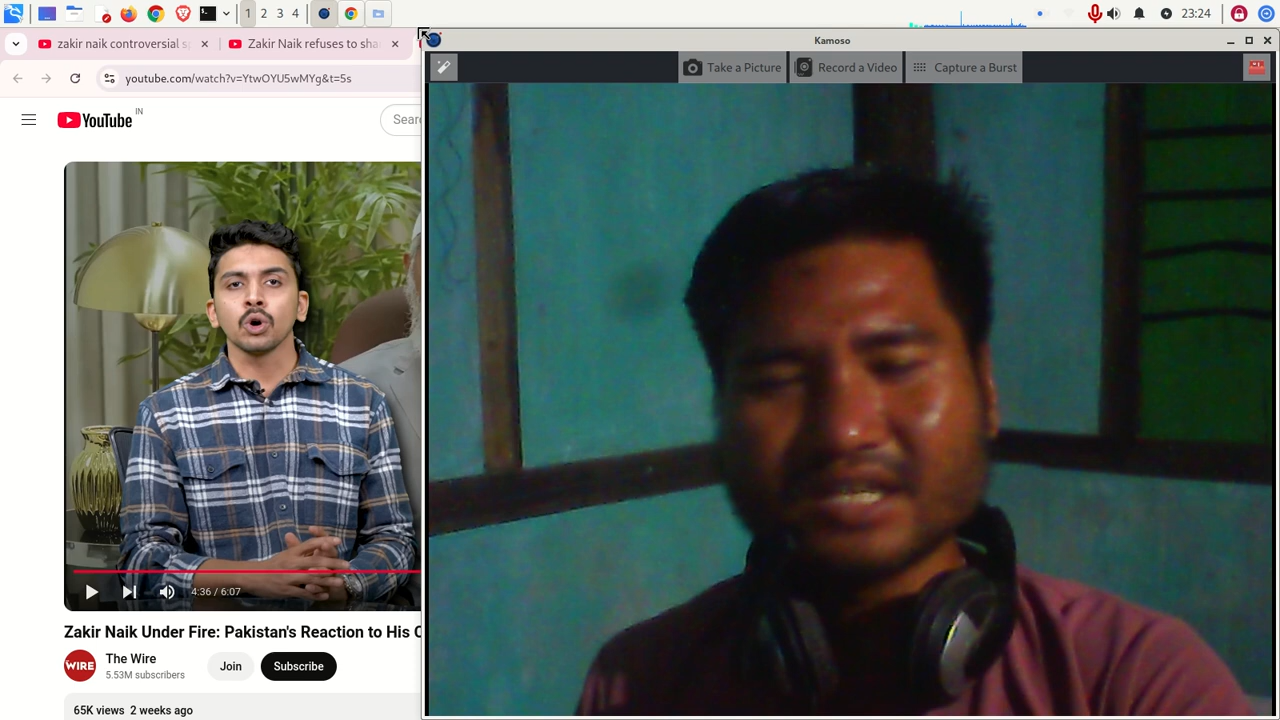 1 2 3 4
23:24
zakir naik controversial s
Zakir Naik refuses to sha
youtube.com/watch?v=YtwOYU5wMYg&t=5s
YouTube IN
Sear
4:36 / 6:07
Zakir Naik Under Fire: Pakistan's Reaction to His C
WIRE
The Wire
5.53M subscribers
Join
Subscribe
65K views 2 weeks ago
Kamoso
Take a Picture
Record a Video
Capture a Burst